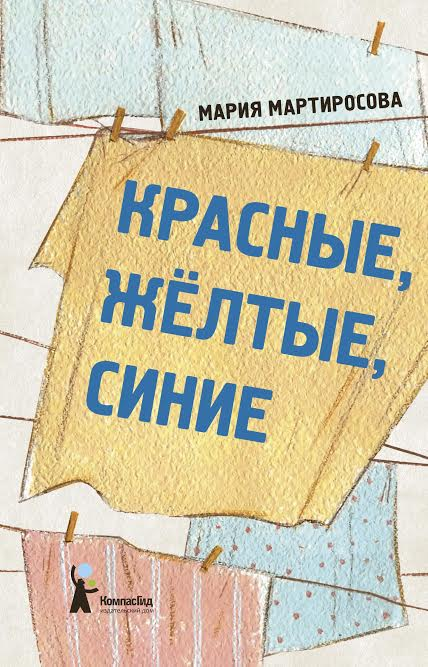 МАРИЯ МАРТИРОСОВА
КРАСНЫЕ,
ЖЁЛТЫЕ,
СИНИЕ
КомпасГид
издательский дом